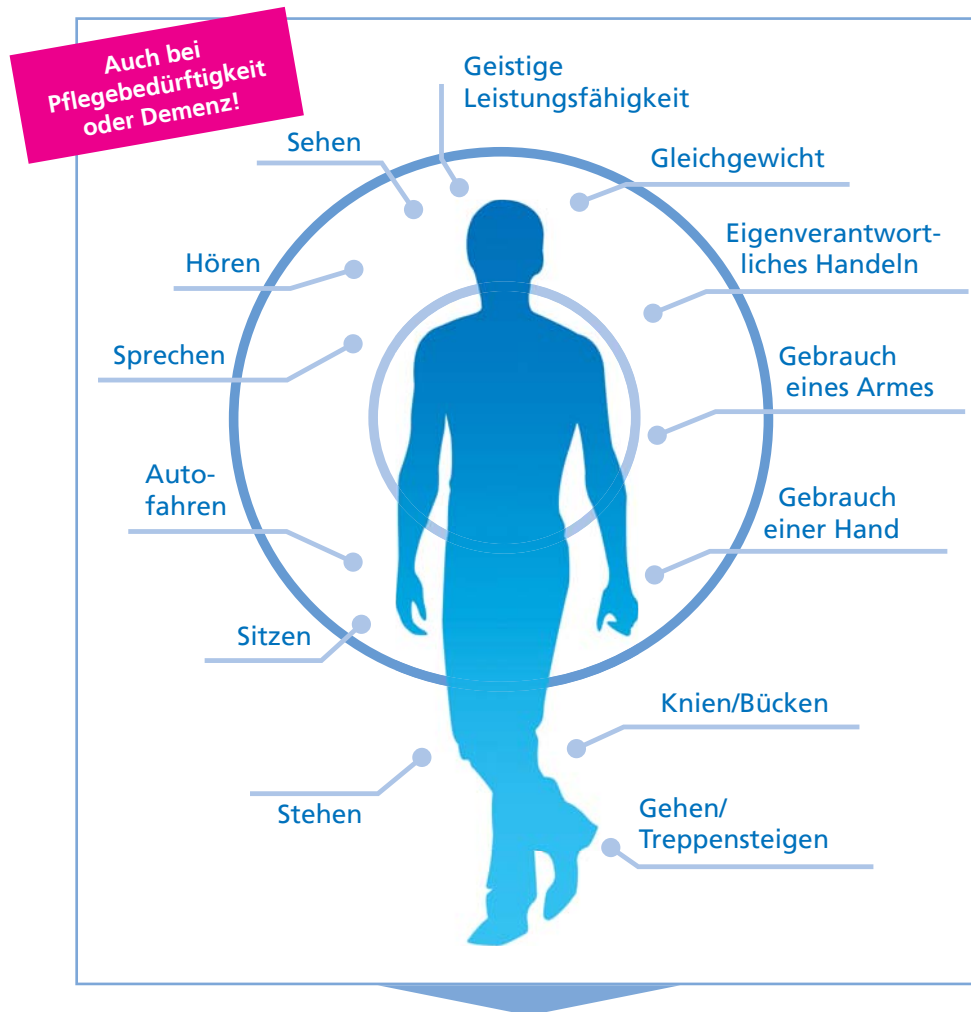 Auch bei
Pflegebedürftigkeit
oder Demenz!
Geistige
Leistungsfähigkeit
Sehen
Gleichgewicht
Hören
Eigenverantwort-
liches Handeln
Sprechen
Gebrauch
eines Armes
Auto-
fahren
Gebrauch
einer Hand
Sitzen
Knien/Bücken
Stehen
Gehen/
Treppensteigen